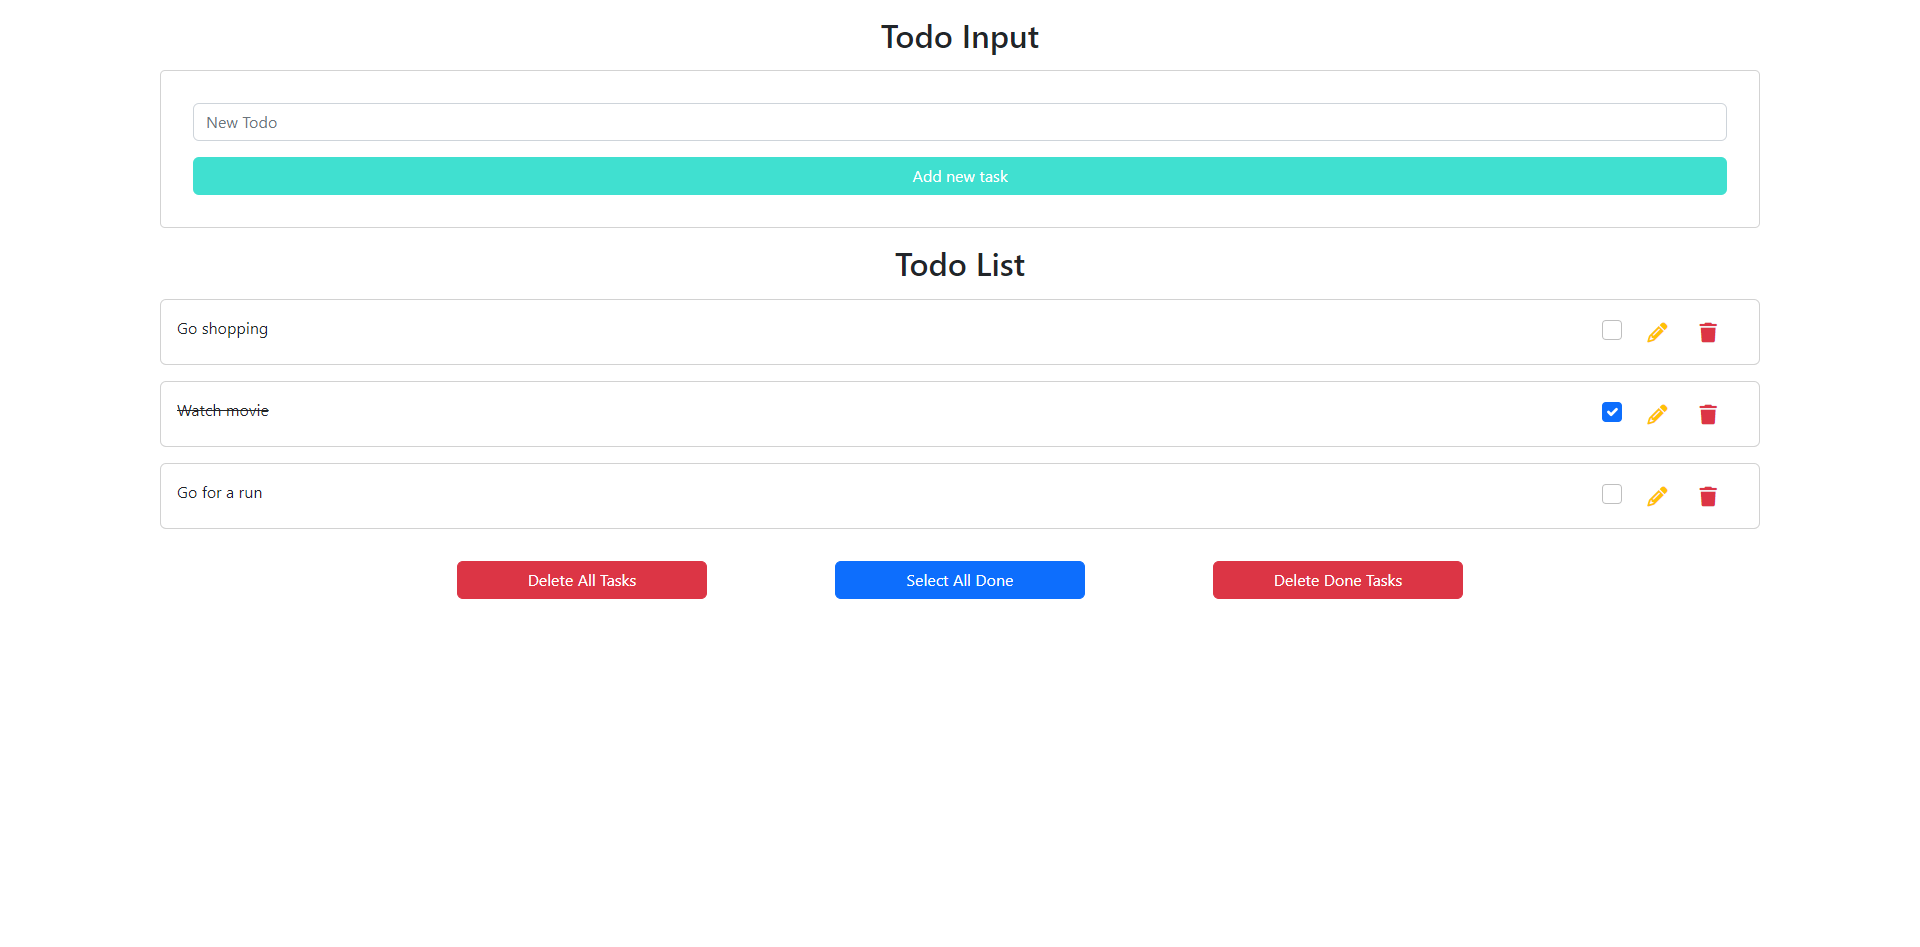 Todo Input
New Todo
Add new task
Todo List
Go shopping
Watch movie
Go for a run
Delete All Tasks
Select All Done
Delete Done Tasks